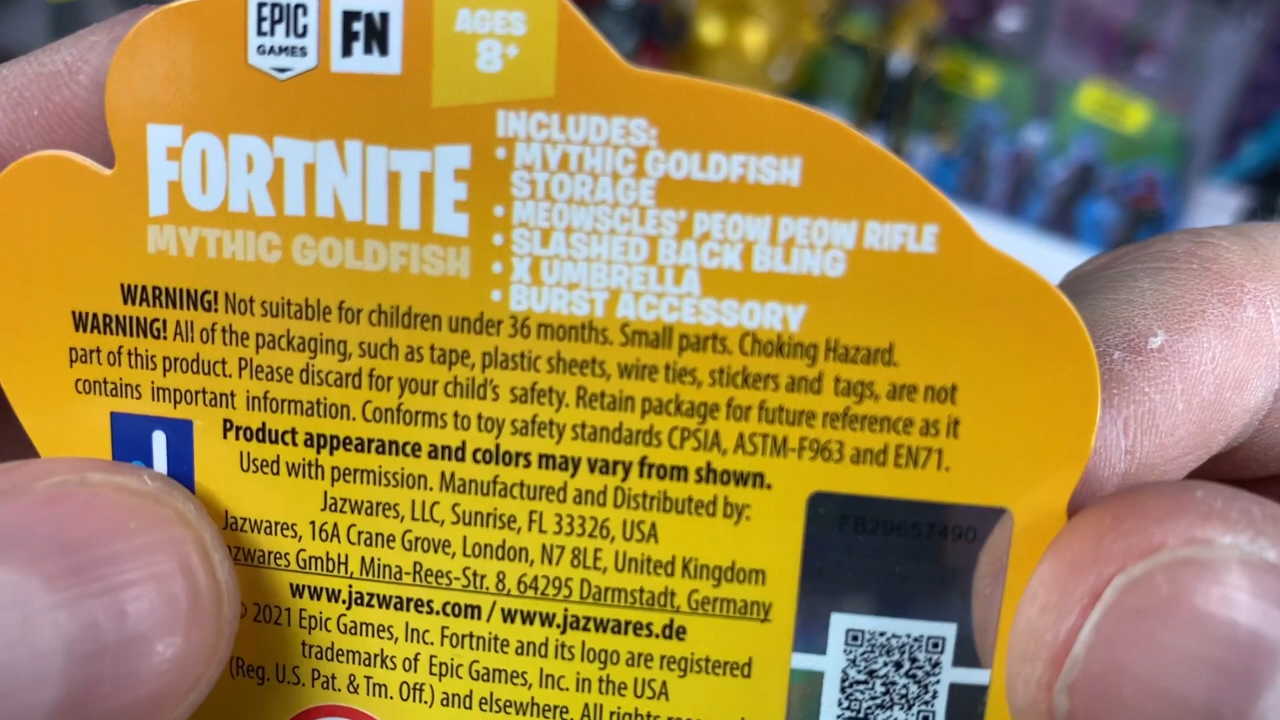 EPIC
GAMES
FN
AGES
8+
FORTNITE
MYTHIC GOLDFISH
INCLUDES:
• MYTHIC GOLDFISH
STORAGE
• MEOWSCLES' PEOW PEOW RIFLE
• SLASHED BACK BLING
• X UMBRELLA
• BURST ACCESSORY
WARNING! Not suitable for children under 36 months. Small parts. Choking Hazard.
WARNING! All of the packaging, such as tape, plastic sheets, wire ties, stickers and tags, are not
part of this product. Please discard for your child's safety. Retain package for future reference as it
contains important information. Conforms to toy safety standards CPSIA, ASTM-F963 and EN71.
Product appearance and colors may vary from shown.
Used with permission. Manufactured and Distributed by:
Jazwares, LLC, Sunrise, FL 33326, USA
Jazwares, 16A Crane Grove, London, N7 8LE, United Kingdom
azwares GmbH, Mina-Rees-Str. 8, 64295 Darmstadt, Germany
www.jazwares.com / www.jazwares.de
© 2021 Epic Games, Inc. Fortnite and its logo are registered
trademarks of Epic Games, Inc. in the USA
(Reg. U.S. Pat. & Tm. Off.) and elsewhere. All rights
FB29657490